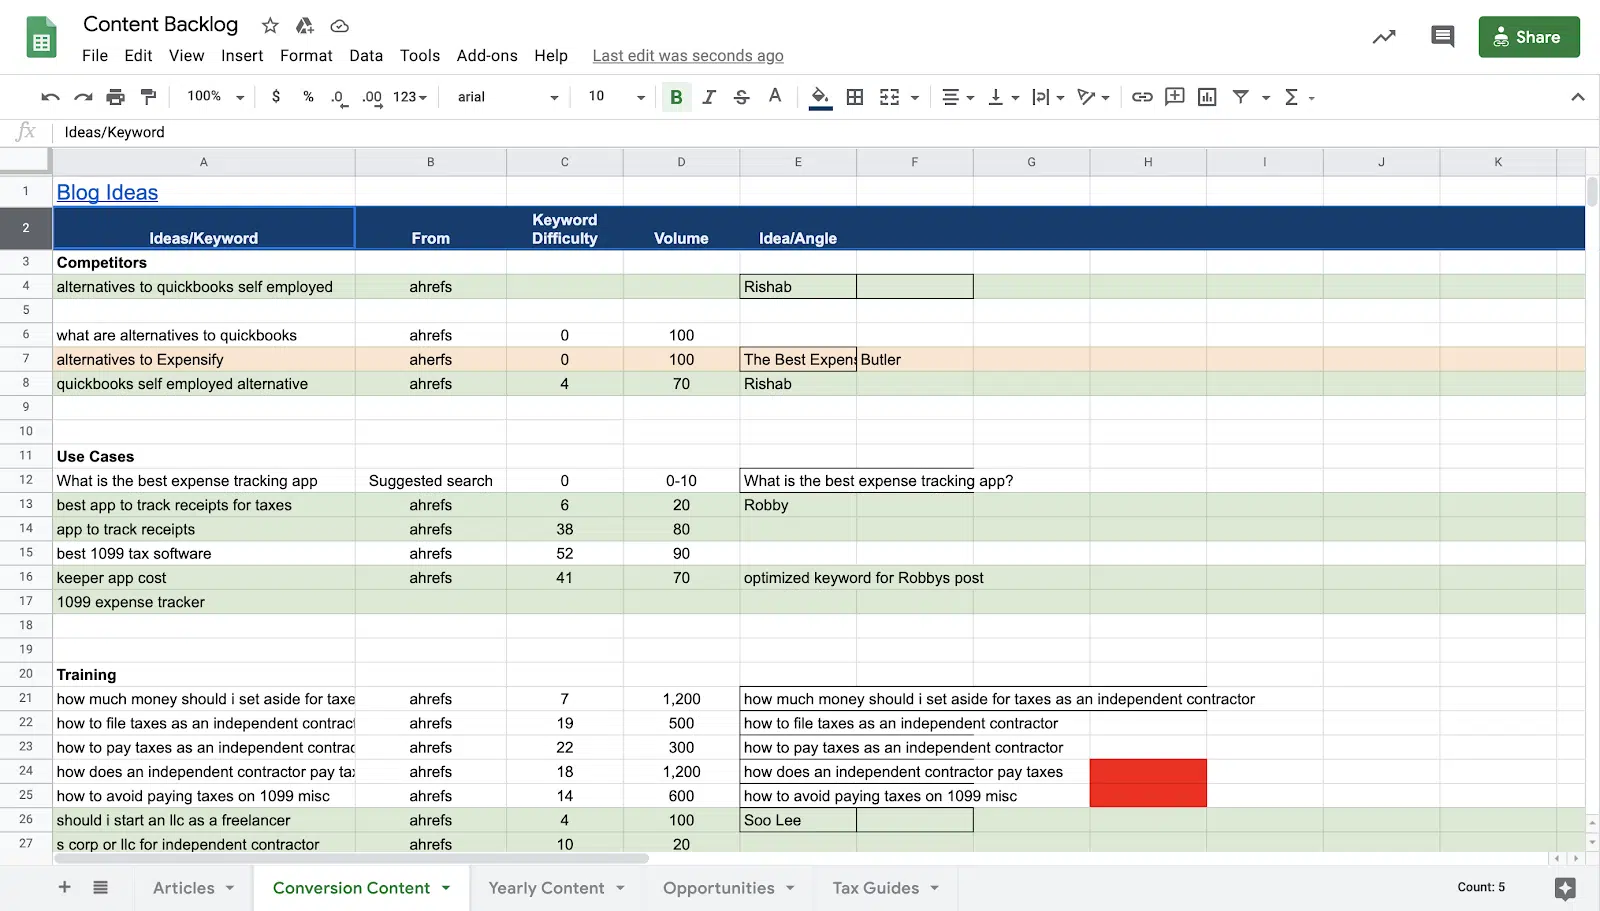 Content Backlog
File Edit View Insert Format Data Tools Add-ons Help Last edit was seconds ago
Share
100% $ % .0 .00 123 arial 10 B I S A Σ
fx Ideas/Keyword
A B C D E F G H I J K
1 Blog Ideas
2 Ideas/Keyword From Keyword Difficulty Volume Idea/Angle
3 Competitors
4 alternatives to quickbooks self employed ahrefs Rishab
5
6 what are alternatives to quickbooks ahrefs 0 100
7 alternatives to Expensify aherfs 0 100 The Best Expens Butler
8 quickbooks self employed alternative ahrefs 4 70 Rishab
9
10
11 Use Cases
12 What is the best expense tracking app Suggested search 0 0-10 What is the best expense tracking app?
13 best app to track receipts for taxes ahrefs 6 20 Robby
14 app to track receipts ahrefs 38 80
15 best 1099 tax software ahrefs 52 90
16 keeper app cost ahrefs 41 70 optimized keyword for Robbys post
17 1099 expense tracker
18
19
20 Training
21 how much money should i set aside for taxe ahrefs 7 1,200 how much money should i set aside for taxes as an independent contractor
22 how to file taxes as an independent contract ahrefs 19 500 how to file taxes as an independent contractor
23 how to pay taxes as an independent contrac ahrefs 22 300 how to pay taxes as an independent contractor
24 how does an independent contractor pay tax ahrefs 18 1,200 how does an independent contractor pay taxes
25 how to avoid paying taxes on 1099 misc ahrefs 14 600 how to avoid paying taxes on 1099 misc
26 should i start an llc as a freelancer ahrefs 4 100 Soo Lee
27 s corp or llc for independent contractor ahrefs 10 20
+ Articles Conversion Content Yearly Content Opportunities Tax Guides Count: 5